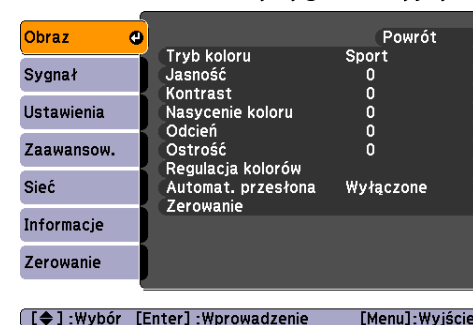 Obraz
Sygnał
Ustawienia
Zaawansow.
Sieć
Informacje
Zerowanie
Powrót
Tryb koloru Sport
Jasność 0
Kontrast 0
Nasycenie koloru 0
Odcień 0
Ostrość 0
Regulacja kolorów
Automat. przesłona Wyłączone
Zerowanie
[ ] :Wybór [Enter] :Wprowadzenie [Menu]:Wyjście